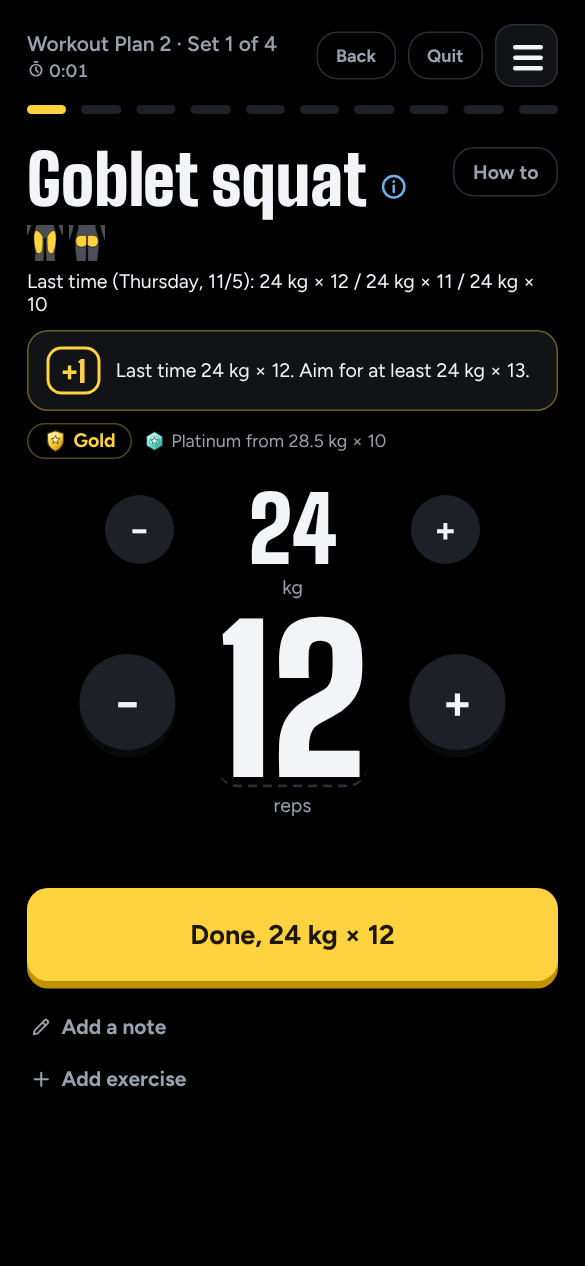 Workout Plan 2 · Set 1 of 4
0:01
Back
Quit
Goblet squat
How to
Last time (Thursday, 11/5): 24 kg × 12 / 24 kg × 11 / 24 kg ×
10
+1
Last time 24 kg × 12. Aim for at least 24 kg × 13.
Gold
Platinum from 28.5 kg × 10
-
24
+
kg
-
12
+
reps
Done, 24 kg × 12
Add a note
Add exercise